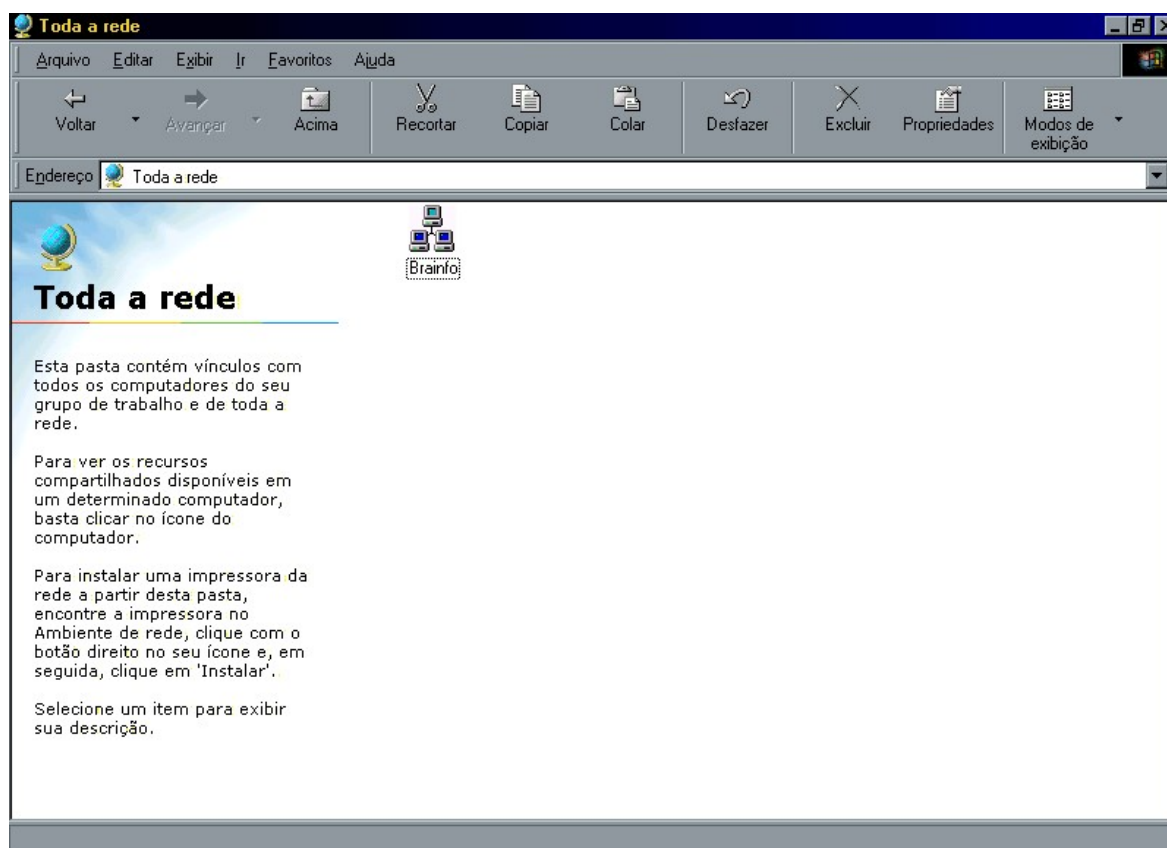 Toda a rede
Arquivo Editar Exibir Ir Favoritos Ajuda
Voltar Avançar Acima Recortar Copiar Colar Desfazer Excluir Propriedades Modos de
exibição
Endereço Toda a rede
Brainfo
Toda a rede
Esta pasta contém vínculos com
todos os computadores do seu
grupo de trabalho e de toda a
rede.
Para ver os recursos
compartilhados disponíveis em
um determinado computador,
basta clicar no ícone do
computador.
Para instalar uma impressora da
rede a partir desta pasta,
encontre a impressora no
Ambiente de rede, clique com o
botão direito no seu ícone e, em
seguida, clique em 'Instalar'.
Selecione um item para exibir
sua descrição.